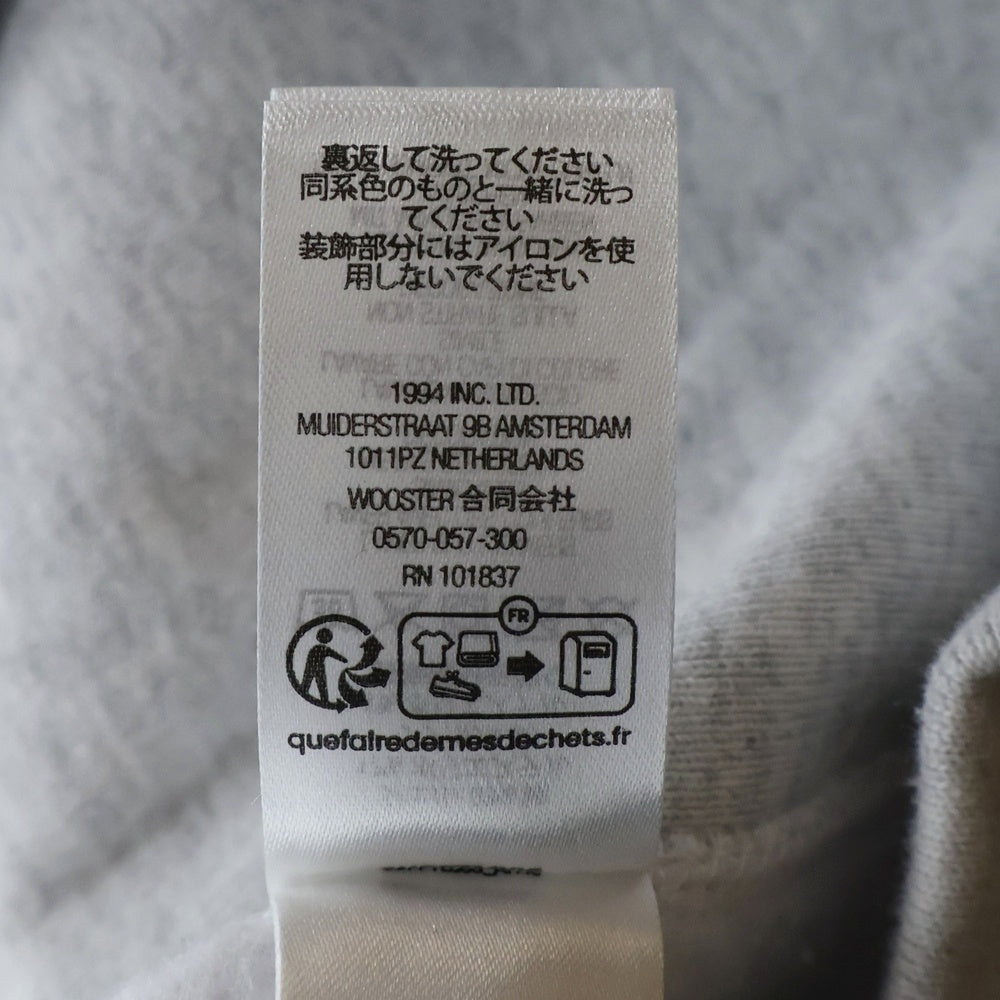 裏返して洗ってください
同系色のものと一緒に洗っ
てください
装飾部分にはアイロンを使
用しないでください
1994 INC. LTD.
MUIDERSTRAAT 9B AMSTERDAM
1011PZ NETHERLANDS
WOOSTER 合同会社
0570-057-300
RN 101837
FR
quefairedemesdechets.fr